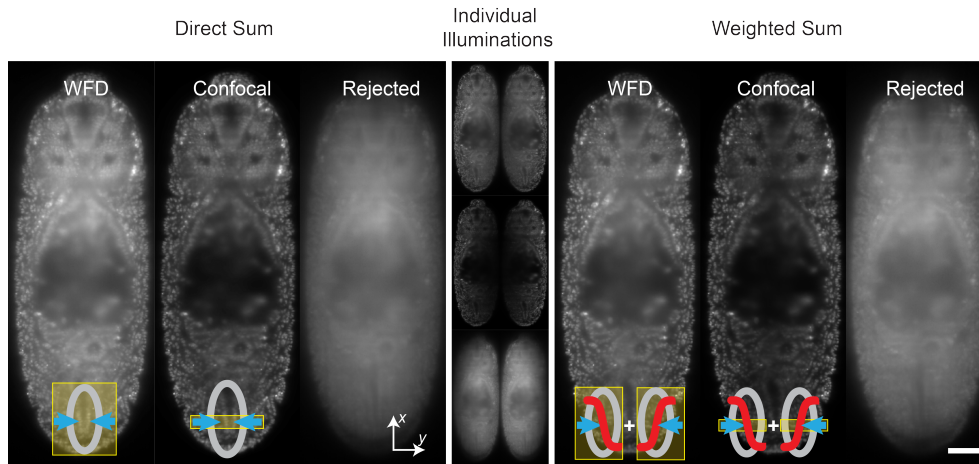 Direct Sum
Individual
Illuminations
Weighted Sum
WFD
Confocal
Rejected
WFD
Confocal
Rejected
x
y
+
+